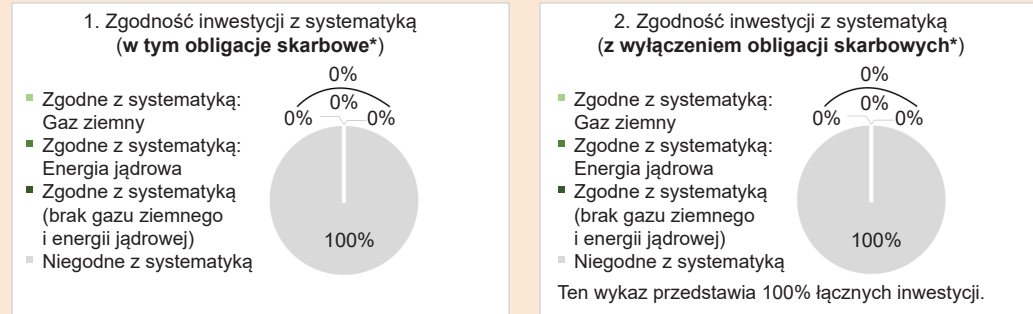 1. Zgodność inwestycji z systematyką
(w tym obligacje skarbowe*)
0%
0%
0%
0%
Zgodne z systematyką:
Gaz ziemny
Zgodne z systematyką:
Energia jądrowa
Zgodne z systematyką
(brak gazu ziemnego
i energii jądrowej)
Niegodne z systematyką
100%
2. Zgodność inwestycji z systematyką
(z wyłączeniem obligacji skarbowych*)
0%
0%
0%
0%
Zgodne z systematyką:
Gaz ziemny
Zgodne z systematyką:
Energia jądrowa
Zgodne z systematyką
(brak gazu ziemnego
i energii jądrowej)
Niegodne z systematyką
100%
Ten wykaz przedstawia 100% łącznych inwestycji.